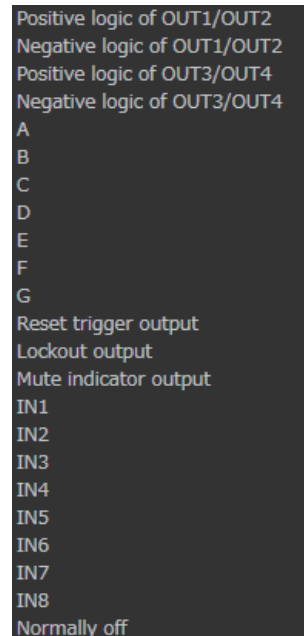 Positive logic of OUT1/OUT2
Negative logic of OUT1/OUT2
Positive logic of OUT3/OUT4
Negative logic of OUT3/OUT4
A
B
C
D
E
F
G
Reset trigger output
Lockout output
Mute indicator output
IN1
IN2
IN3
IN4
IN5
IN6
IN7
IN8
Normally off